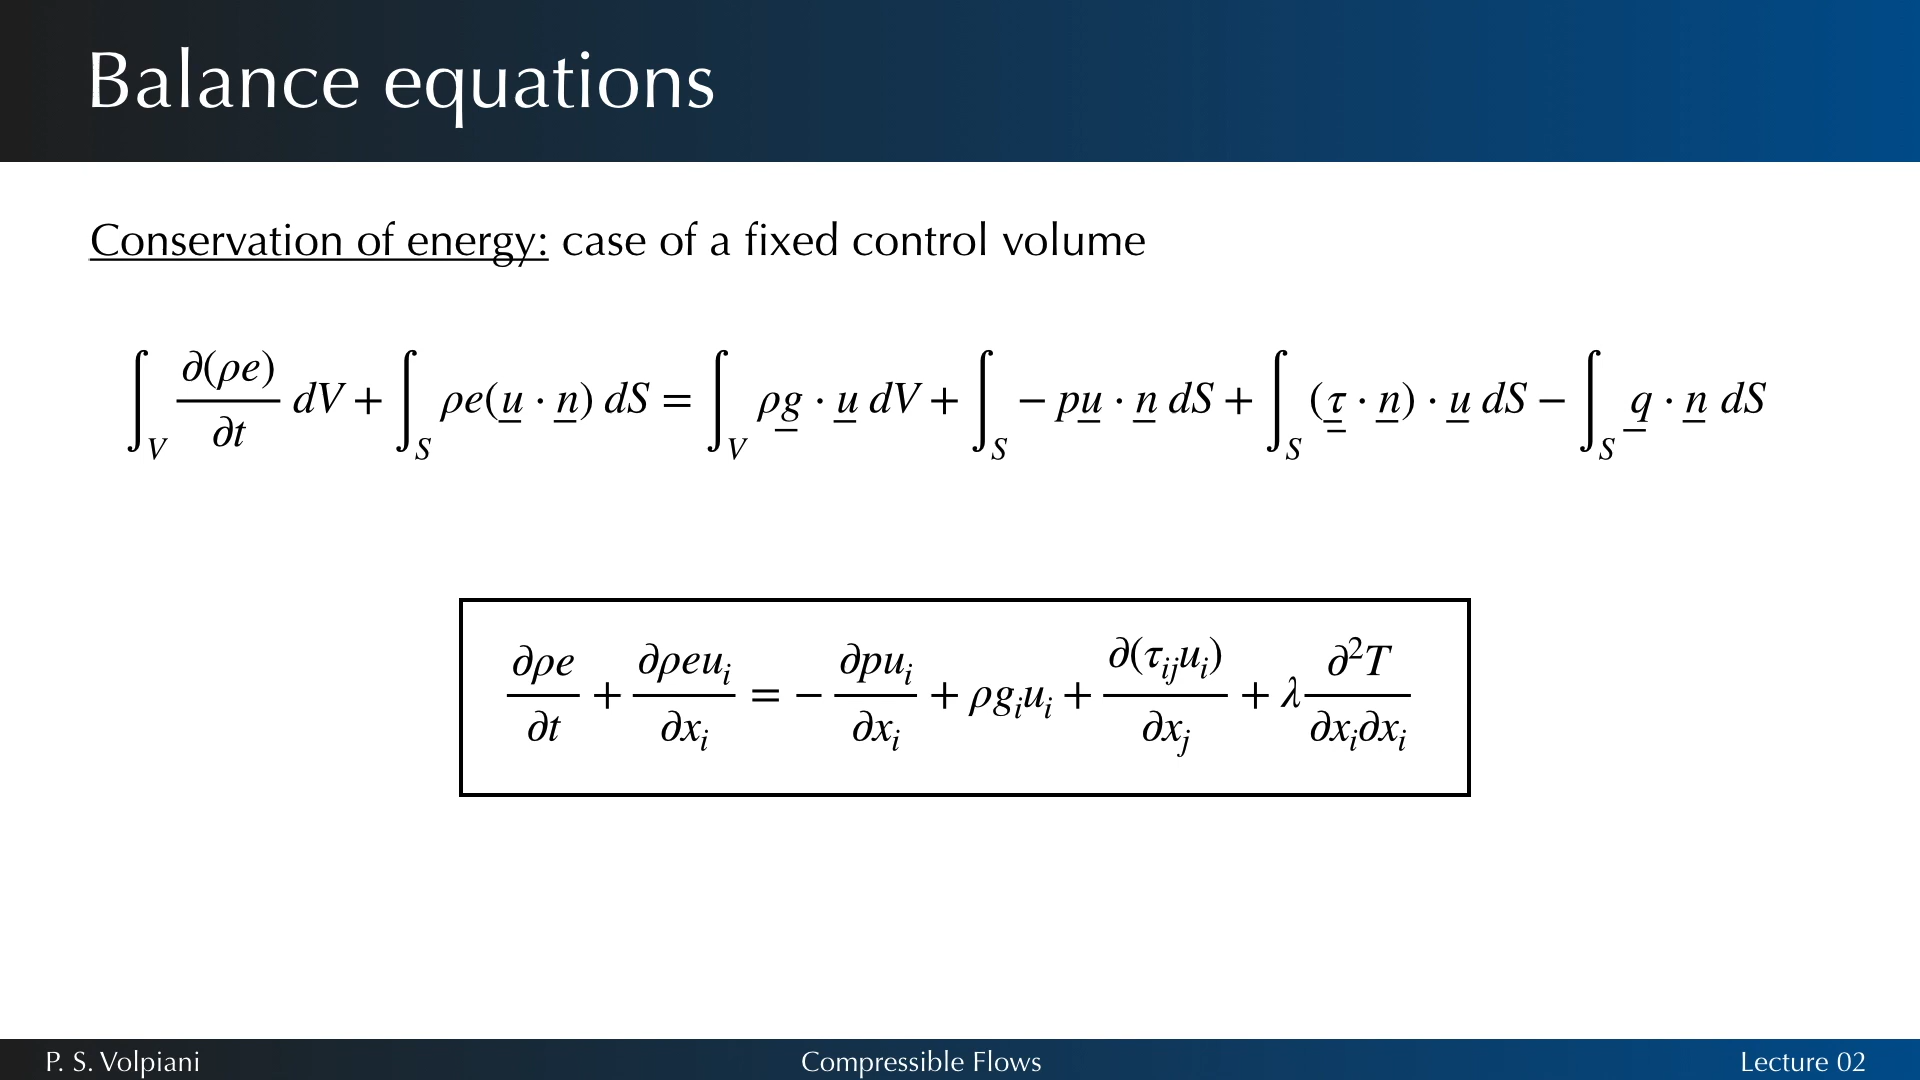 Balance equations
Conservation of energy: case of a fixed control volume
∫_V ∂(ρe)/∂t dV + ∫_S ρe(u̲ · n̲) dS = ∫_V ρg̲ · u̲ dV + ∫_S − pu̲ · n̲ dS + ∫_S (τ̳ · n̲) · u̲ dS − ∫_S q̲ · n̲ dS
∂ρe/∂t + ∂ρeu_i/∂x_i = − ∂pu_i/∂x_i + ρg_iu_i + ∂(τ_ij u_i)/∂x_j + λ ∂²T/∂x_i∂x_i
P. S. Volpiani
Compressible Flows
Lecture 02